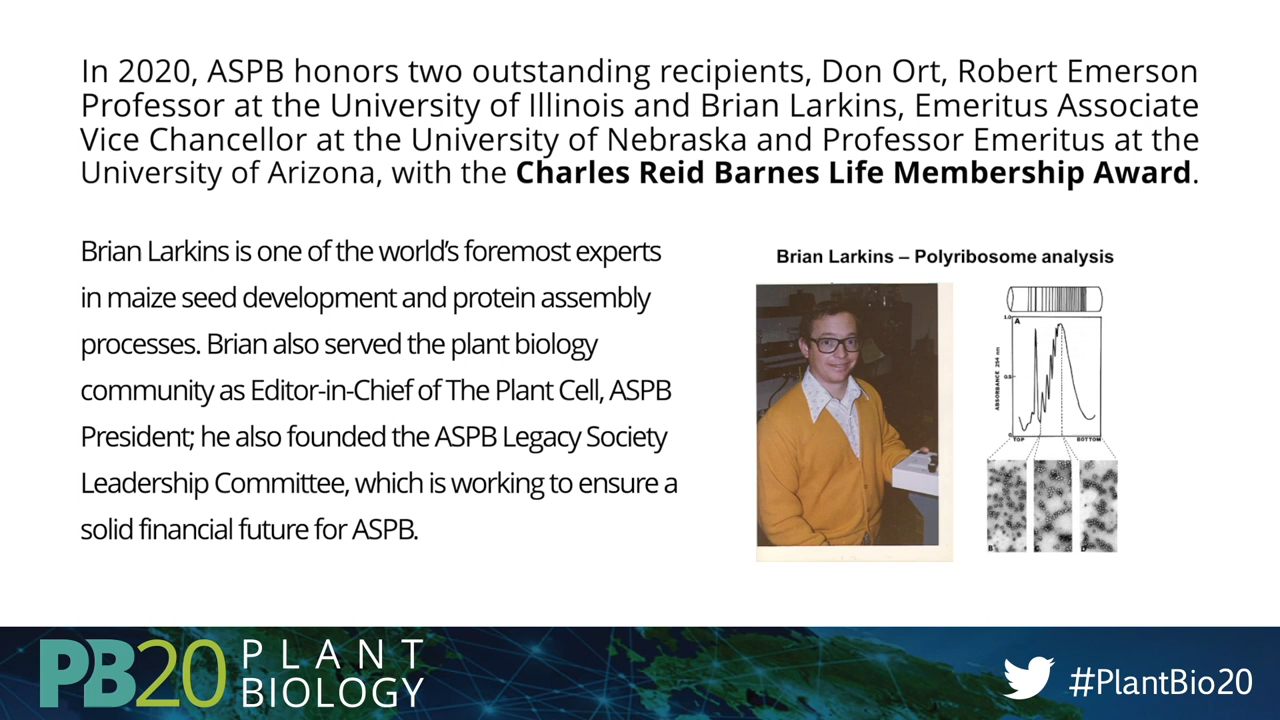 In 2020, ASPB honors two outstanding recipients, Don Ort, Robert Emerson
Professor at the University of Illinois and Brian Larkins, Emeritus Associate
Vice Chancellor at the University of Nebraska and Professor Emeritus at the
University of Arizona, with the Charles Reid Barnes Life Membership Award.
Brian Larkins is one of the world's foremost experts
in maize seed development and protein assembly
processes. Brian also served the plant biology
community as Editor-in-Chief of The Plant Cell, ASPB
President; he also founded the ASPB Legacy Society
Leadership Committee, which is working to ensure a
solid financial future for ASPB.
Brian Larkins – Polyribosome analysis
1.0
A
ABSORBANCE 254 nm
0.5
0
TOP
BOTTOM
B
C
D
PB20
PLANT
BIOLOGY
#PlantBio20